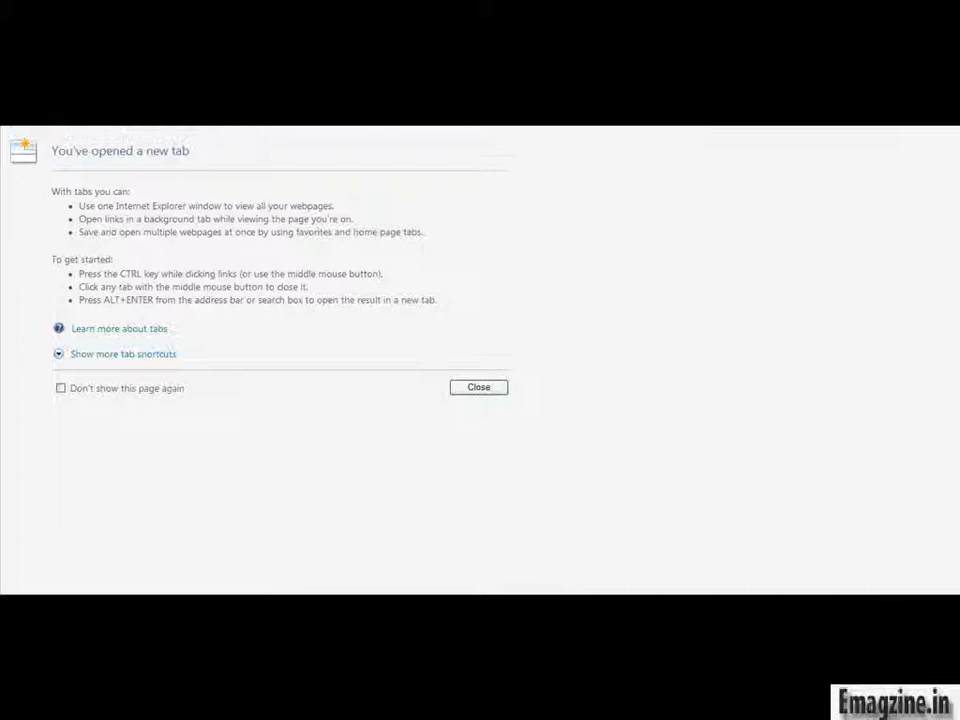 You've opened a new tab
With tabs you can:
Use one Internet Explorer window to view all your webpages.
Open links in a background tab while viewing the page you're on.
Save and open multiple webpages at once by using favorites and home page tabs.
To get started:
Press the CTRL key while clicking links (or use the middle mouse button).
Click any tab with the middle mouse button to close it.
Press ALT+ENTER from the address bar or search box to open the result in a new tab.
Learn more about tabs
Show more tab shortcuts
Don't show this page again
Close
Emagzine.in